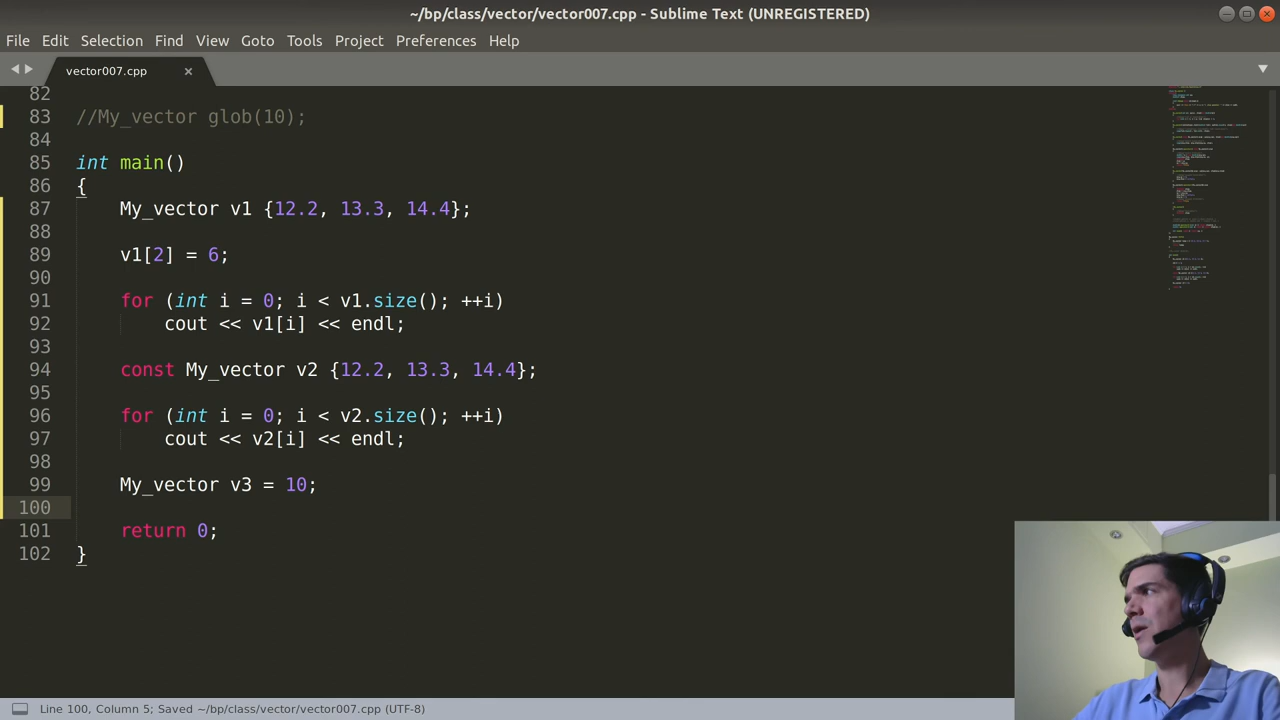 ~/bp/class/vector/vector007.cpp - Sublime Text (UNREGISTERED)
File Edit Selection Find View Goto Tools Project Preferences Help
vector007.cpp
82
83 //My_vector glob(10);
84
85 int main()
86 {
87 My_vector v1 {12.2, 13.3, 14.4};
88
89 v1[2] = 6;
90
91 for (int i = 0; i < v1.size(); ++i)
92 cout << v1[i] << endl;
93
94 const My_vector v2 {12.2, 13.3, 14.4};
95
96 for (int i = 0; i < v2.size(); ++i)
97 cout << v2[i] << endl;
98
99 My_vector v3 = 10;
100
101 return 0;
102 }
Line 100, Column 5; Saved ~/bp/class/vector/vector007.cpp (UTF-8)